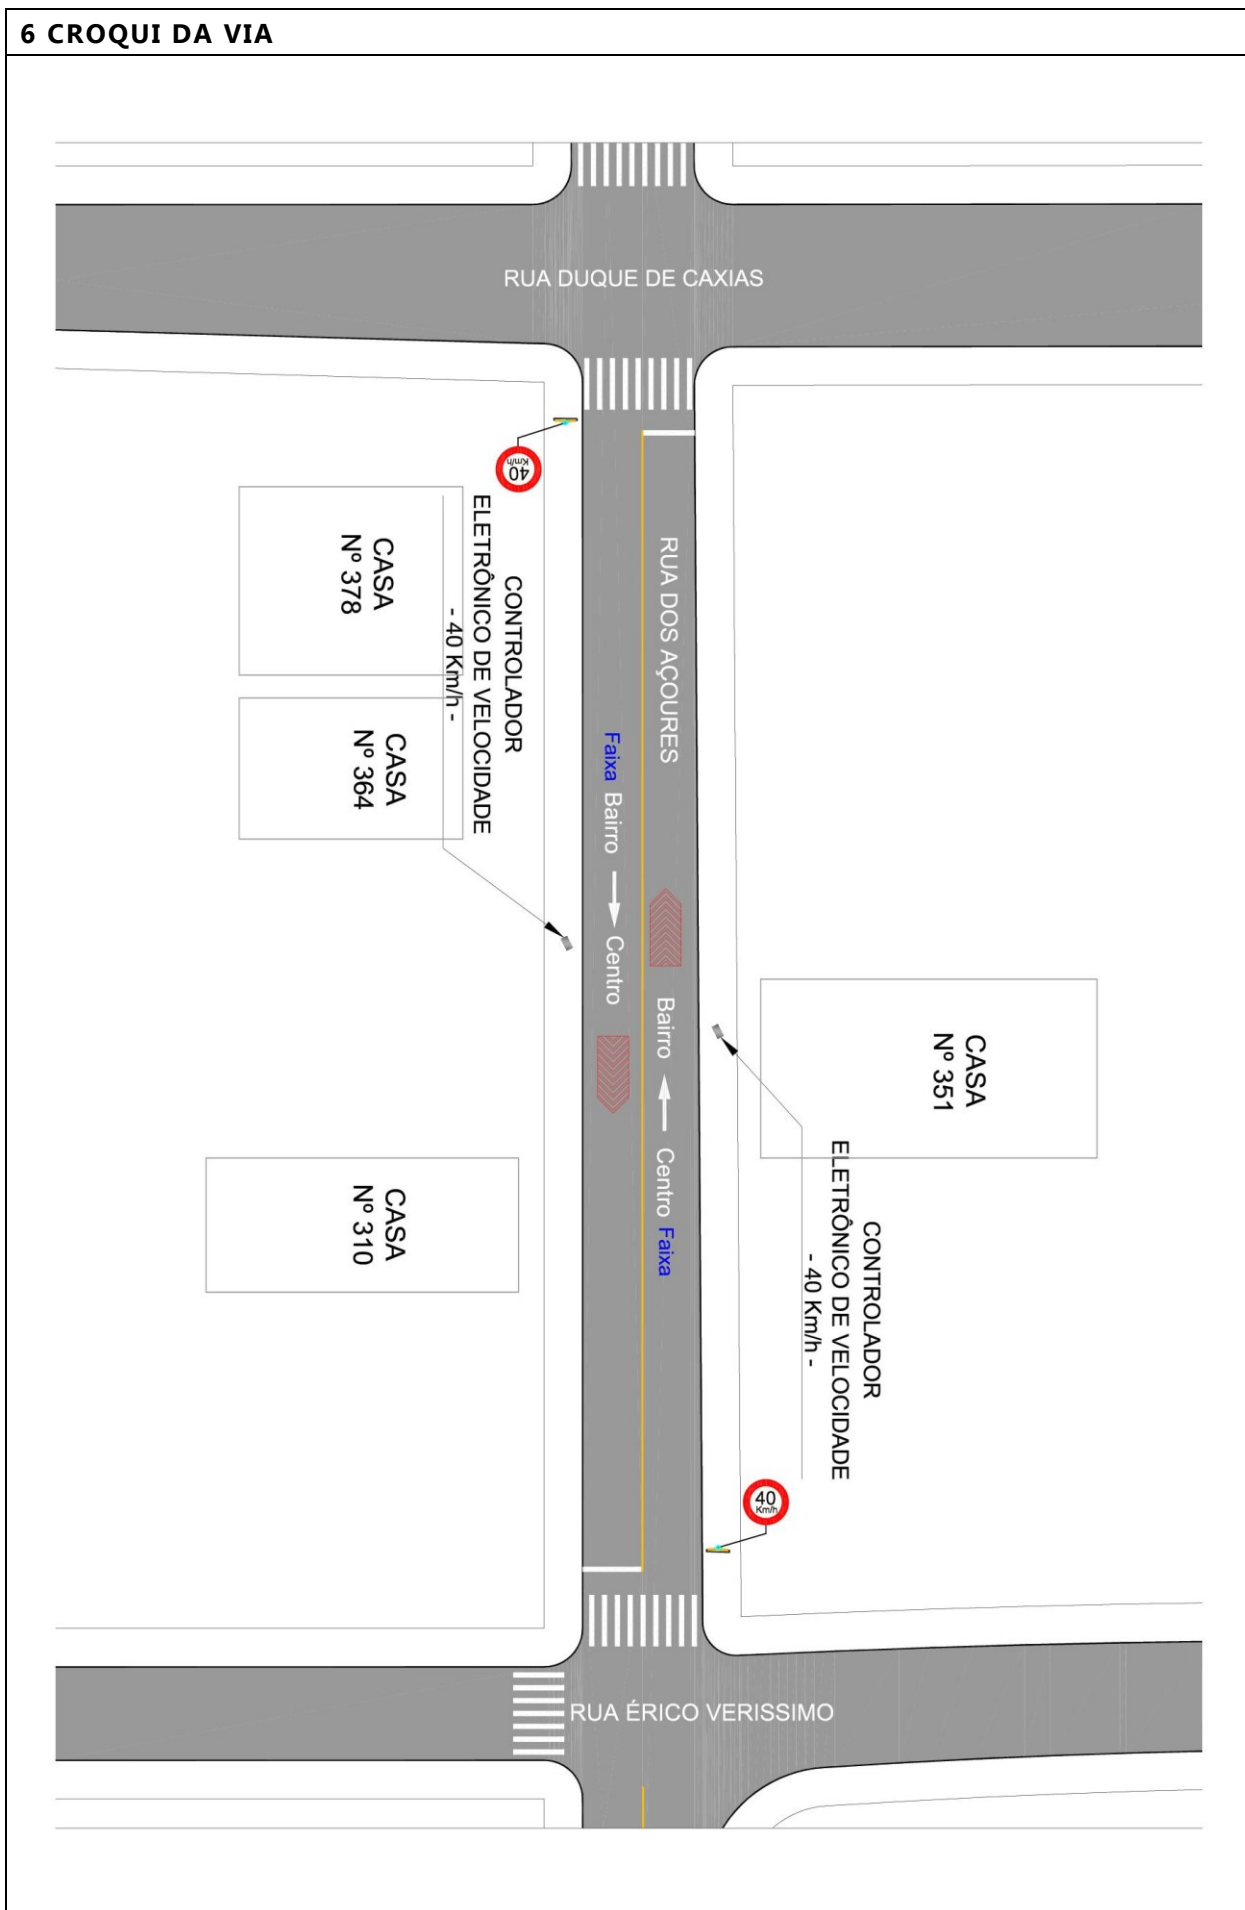 6 CROQUI DA VIA
RUA DUQUE DE CAXIAS
40
Km/h
CONTROLADOR
ELETRÔNICO DE VELOCIDADE
- 40 Km/h -
CASA
Nº 378
CASA
Nº 364
RUA DOS AÇOURES
Faixa Bairro Centro
Bairro Centro Faixa
CASA
Nº 351
CONTROLADOR
ELETRÔNICO DE VELOCIDADE
- 40 Km/h -
CASA
Nº 310
40
Km/h
RUA ÉRICO VERISSIMO